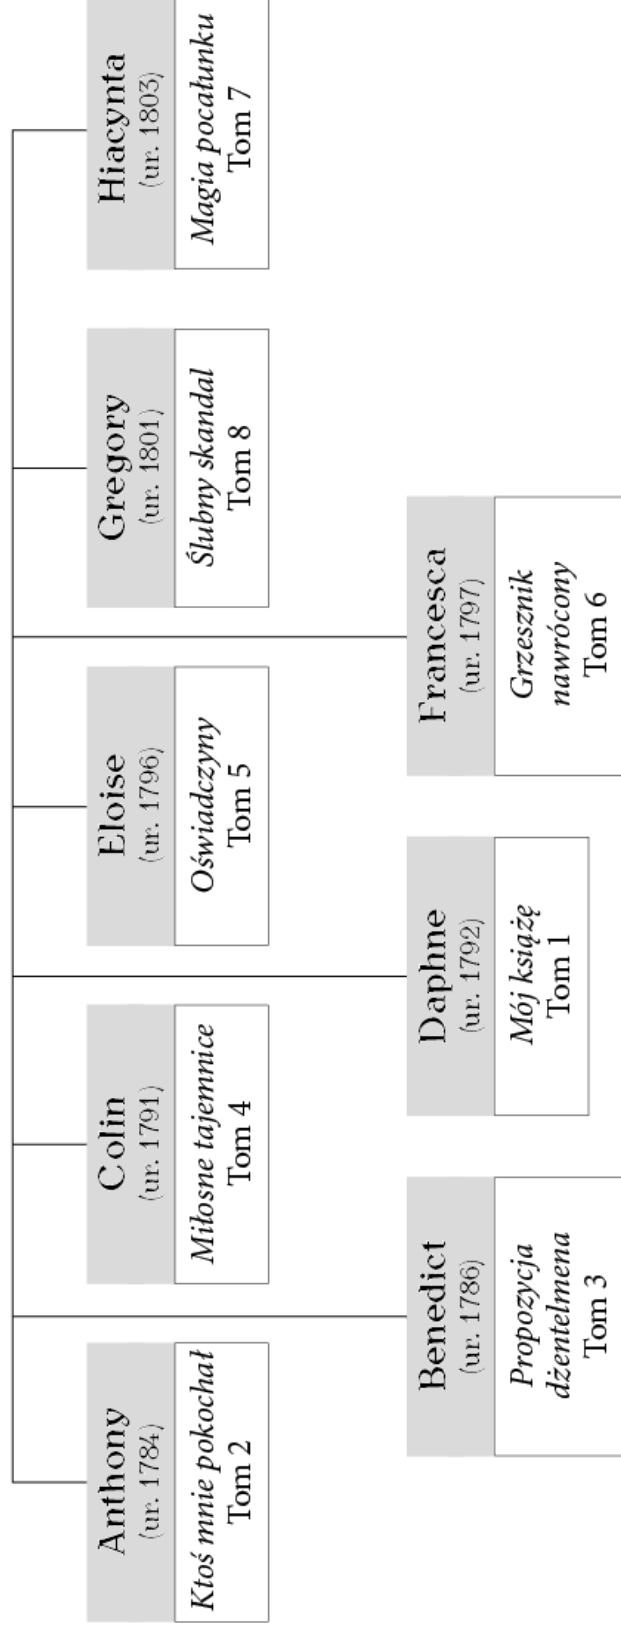 Anthony
(ur. 1784)
Ktoś mnie pokochał
Tom 2
Benedict
(ur. 1786)
Propozycja
dżentelmena
Tom 3
Colin
(ur. 1791)
Miłosne tajemnice
Tom 4
Daphne
(ur. 1792)
Mój książę
Tom 1
Eloise
(ur. 1796)
Oświadczyny
Tom 5
Francesca
(ur. 1797)
Grzesznik
nawrócony
Tom 6
Gregory
(ur. 1801)
Ślubny skandal
Tom 8
Hiacynta
(ur. 1803)
Magia pocałunku
Tom 7